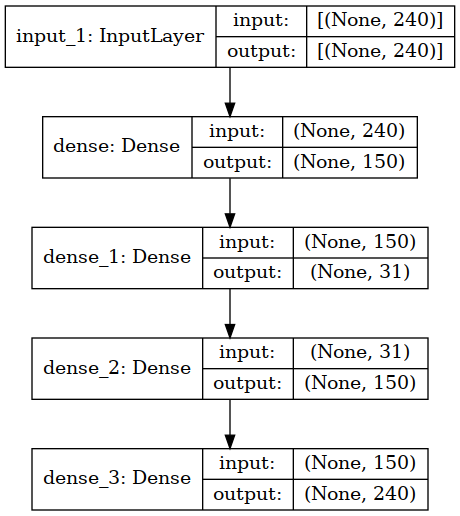 input_1: InputLayer
input:
[(None, 240)]
output:
[(None, 240)]
dense: Dense
input:
(None, 240)
output:
(None, 150)
dense_1: Dense
input:
(None, 150)
output:
(None, 31)
dense_2: Dense
input:
(None, 31)
output:
(None, 150)
dense_3: Dense
input:
(None, 150)
output:
(None, 240)